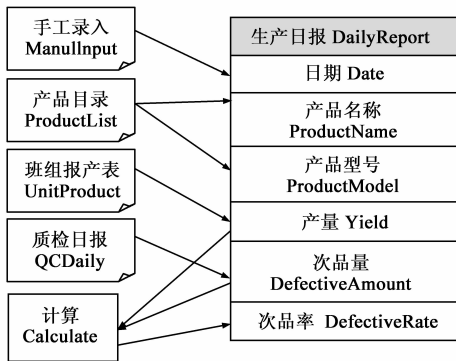 手工录入
ManulInput
产品目录
ProductList
班组报产表
UnitProduct
质检日报
QCDaily
计算
Calculate
生产日报 DailyReport
日期 Date
产品名称
ProductName
产品型号
ProductModel
产量 Yield
次品量
DefectiveAmount
次品率 DefectiveRate